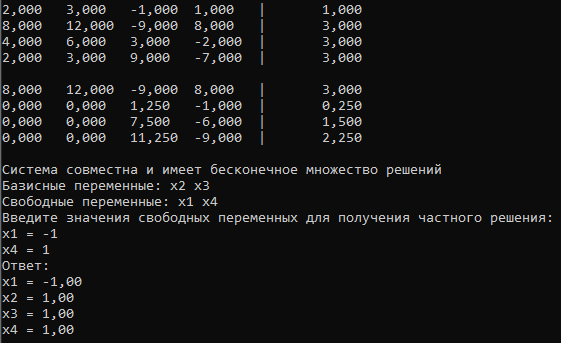 2,000 3,000 -1,000 1,000 | 1,000
8,000 12,000 -9,000 8,000 | 3,000
4,000 6,000 3,000 -2,000 | 3,000
2,000 3,000 9,000 -7,000 | 3,000
8,000 12,000 -9,000 8,000 | 3,000
0,000 0,000 1,250 -1,000 | 0,250
0,000 0,000 7,500 -6,000 | 1,500
0,000 0,000 11,250 -9,000 | 2,250
Система совместна и имеет бесконечное множество решений
Базисные переменные: x2 x3
Свободные переменные: x1 x4
Введите значения свободных переменных для получения частного решения:
x1 = -1
x4 = 1
Ответ:
x1 = -1,00
x2 = 1,00
x3 = 1,00
x4 = 1,00